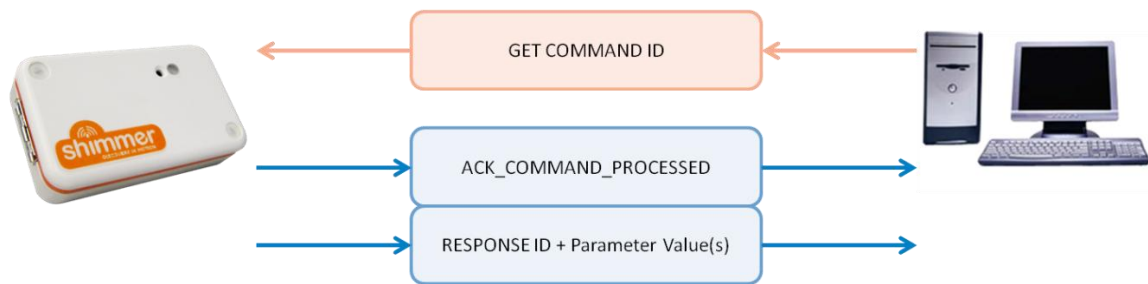 GET COMMAND ID
shimmer
ACK_COMMAND_PROCESSED
RESPONSE ID + Parameter Value(s)